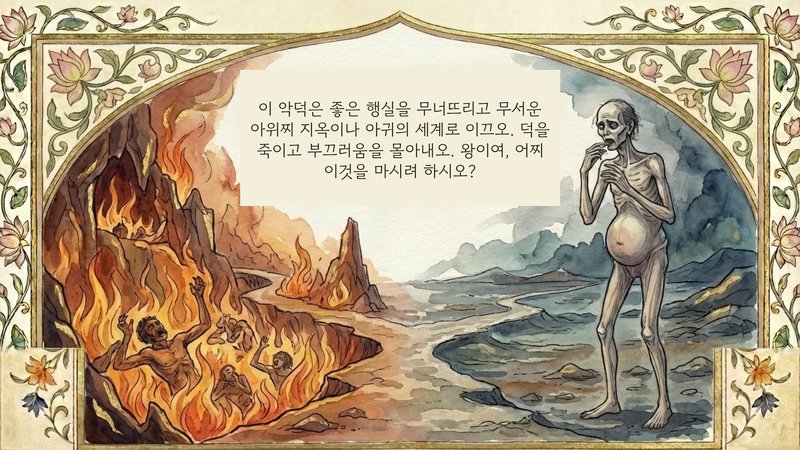 이 악덕은 좋은 행실을 무너뜨리고 무서운
아위찌 지옥이나 아귀의 세계로 이끄오. 덕을
죽이고 부끄러움을 몰아내오. 왕이여, 어찌
이것을 마시려 하시오?